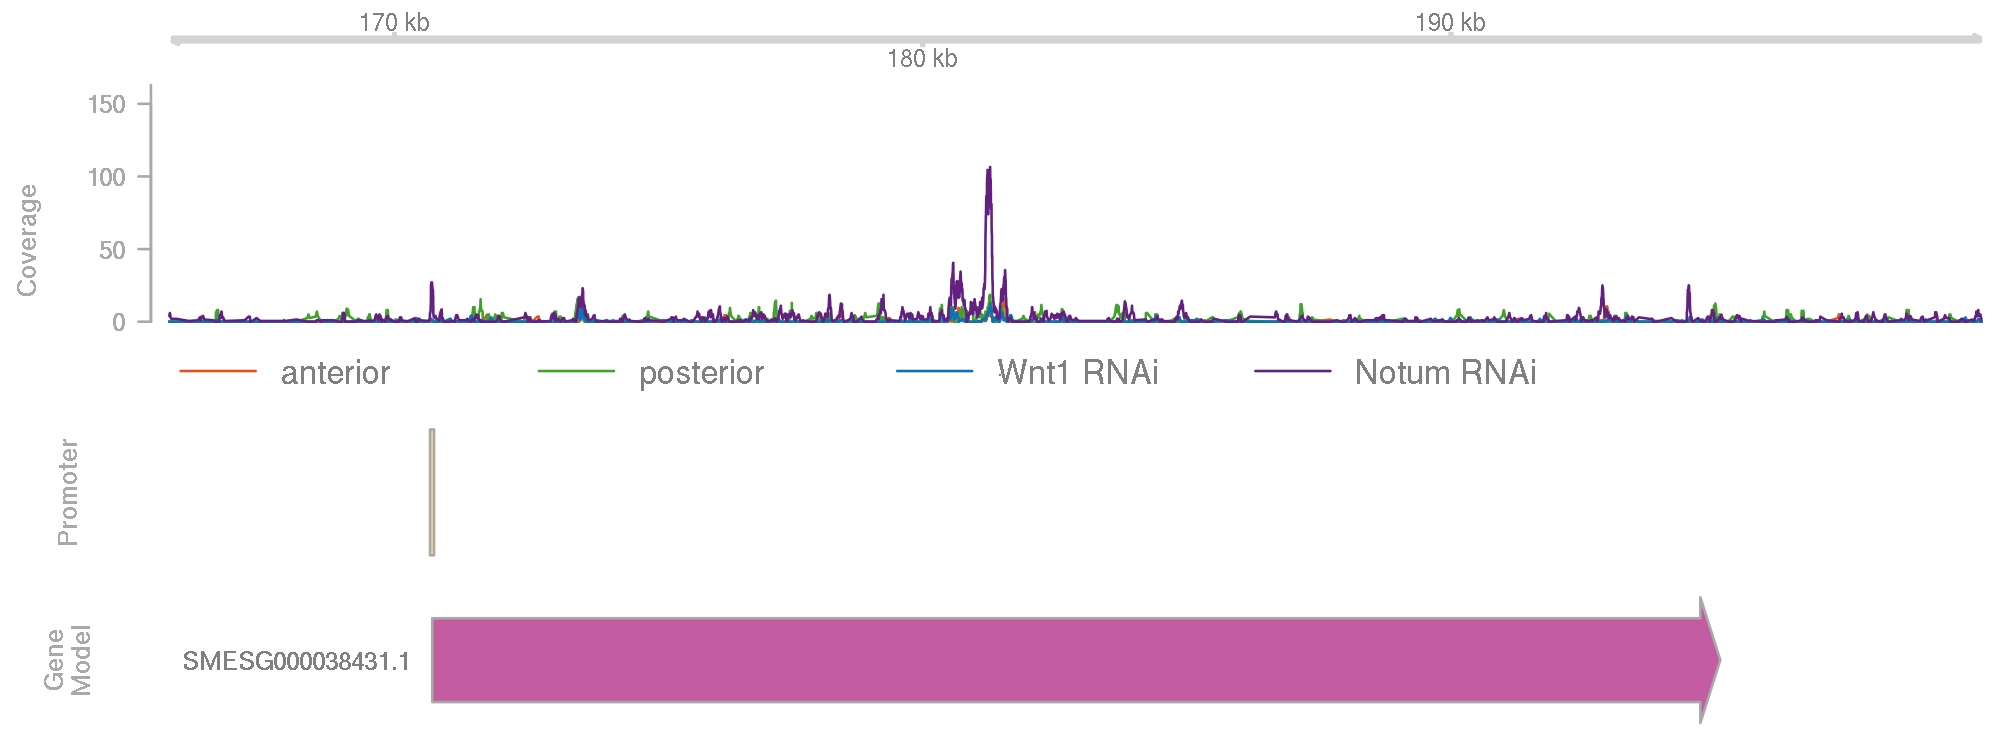 170 kb
190 kb
180 kb
Coverage
150
100
50
0
anterior posterior Wnt1 RNAi Notum RNAi
Promoter
Gene
Model
SMESG000038431.1